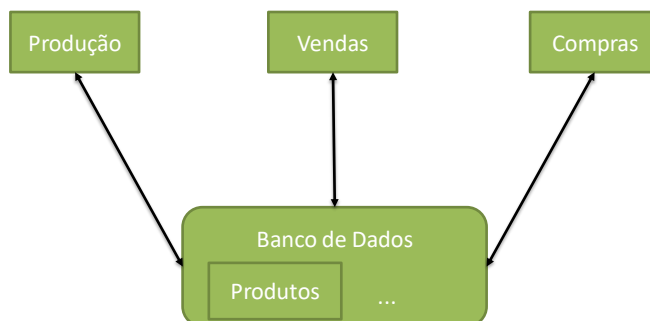 Produção
Vendas
Compras
Banco de Dados
Produtos
...